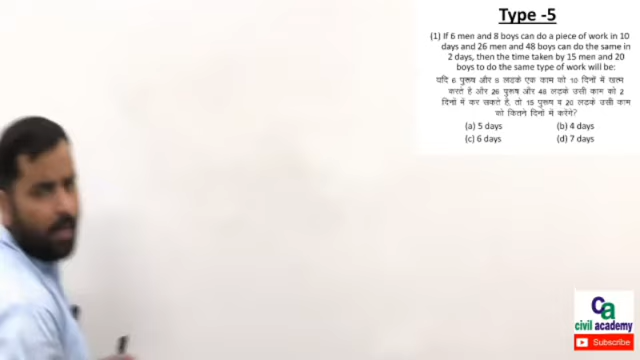 Type -5
(1) If 6 men and 8 boys can do a piece of work in 10
days and 26 men and 48 boys can do the same in
2 days, then the time taken by 15 men and 20
boys to do the same type of work will be:
यदि 6 पुरूष और 8 लड़के एक काम को 10 दिनों में खत्म
करते है और 26 पुरूष और 48 लड़के उसी काम को 2
दिनों में कर सकते है, तो 15 पुरूष व 20 लड़के उसी काम
को कितने दिनों में करेंगे?
(a) 5 days (b) 4 days
(c) 6 days (d) 7 days
ca
civil academy
Subscribe